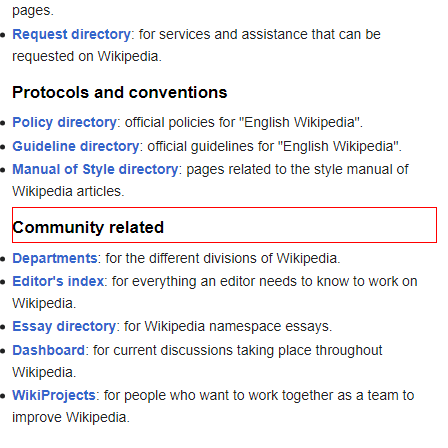 pages.
Request directory: for services and assistance that can be
requested on Wikipedia.
Protocols and conventions
Policy directory: official policies for "English Wikipedia".
Guideline directory: official guidelines for "English Wikipedia".
Manual of Style directory: pages related to the style manual of
Wikipedia articles.
Community related
Departments: for the different divisions of Wikipedia.
Editor's index: for everything an editor needs to know to work on
Wikipedia.
Essay directory: for Wikipedia namespace essays.
Dashboard: for current discussions taking place throughout
Wikipedia.
WikiProjects: for people who want to work together as a team to
improve Wikipedia.